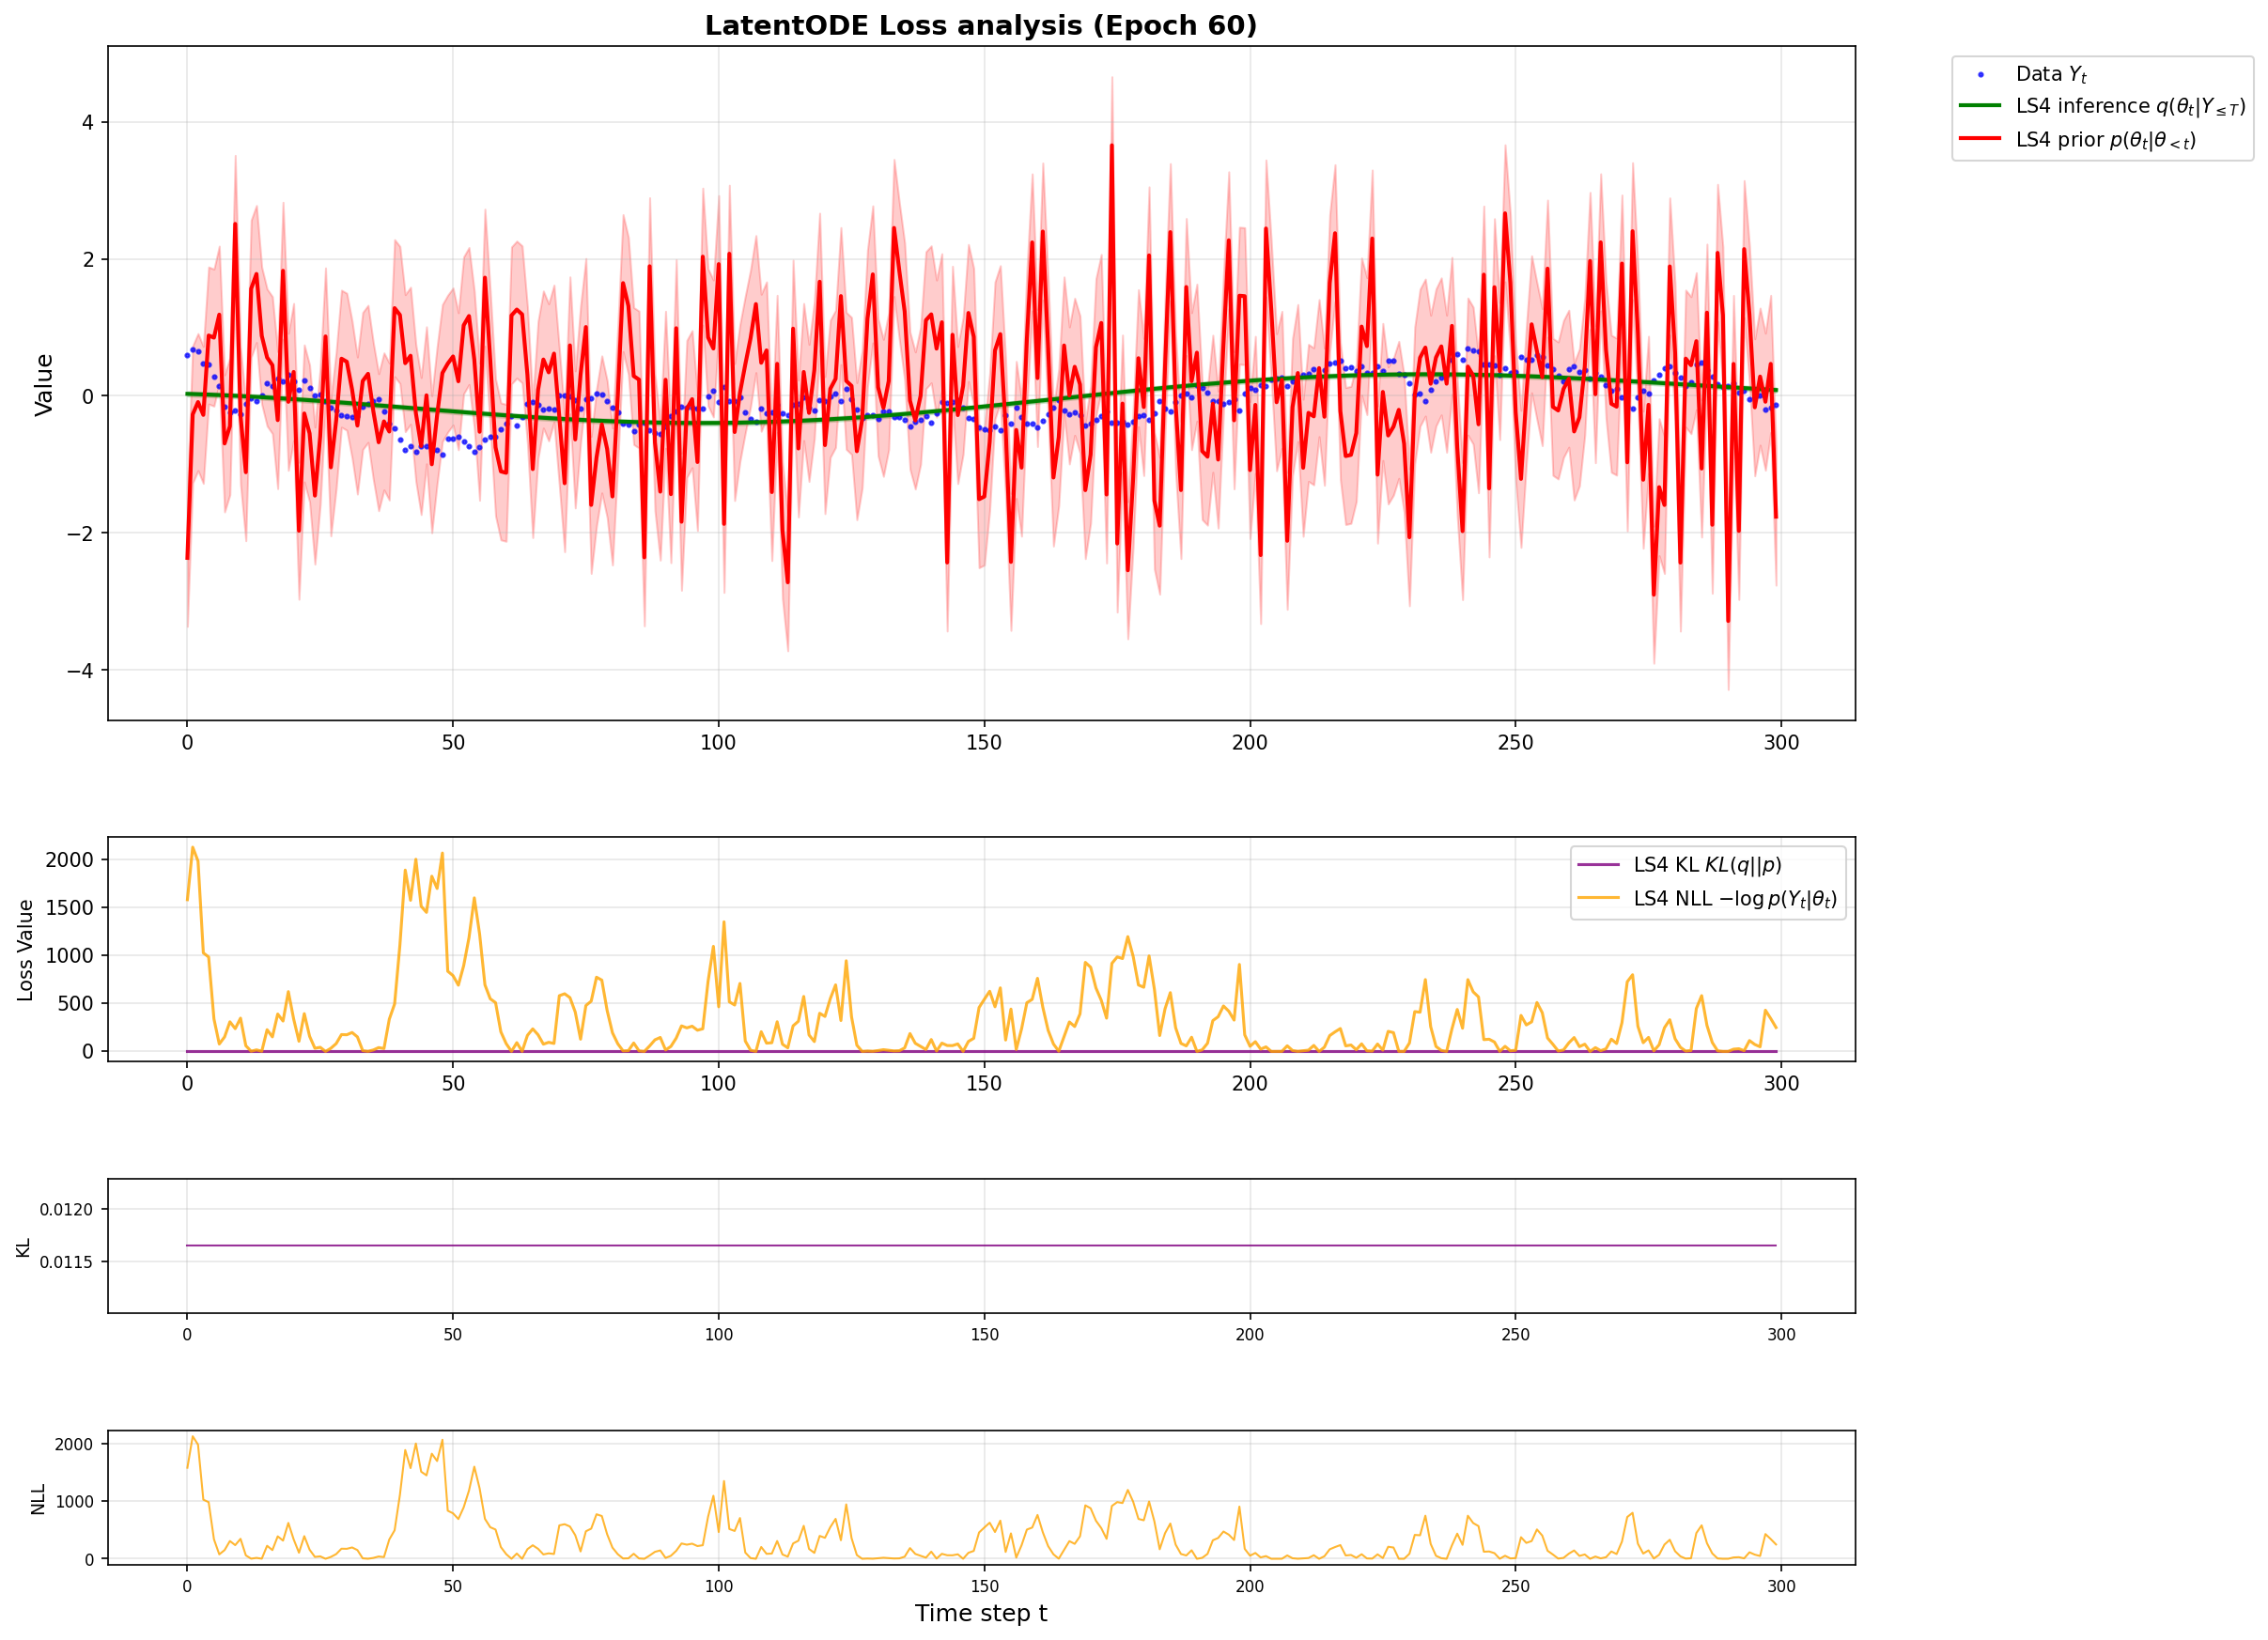 LatentODE Loss analysis (Epoch 60)
Data Y_t
LS4 inference q(θ_t|Y_{≤T})
LS4 prior p(θ_t|θ_{<t})
Value
4
2
0
−2
−4
0 50 100 150 200 250 300
LS4 KL KL(q||p)
LS4 NLL −log p(Y_t|θ_t)
Loss Value
2000
1500
1000
500
0
0 50 100 150 200 250 300
KL
0.0120
0.0115
0 50 100 150 200 250 300
NLL
2000
1000
0
0 50 100 150 200 250 300
Time step t